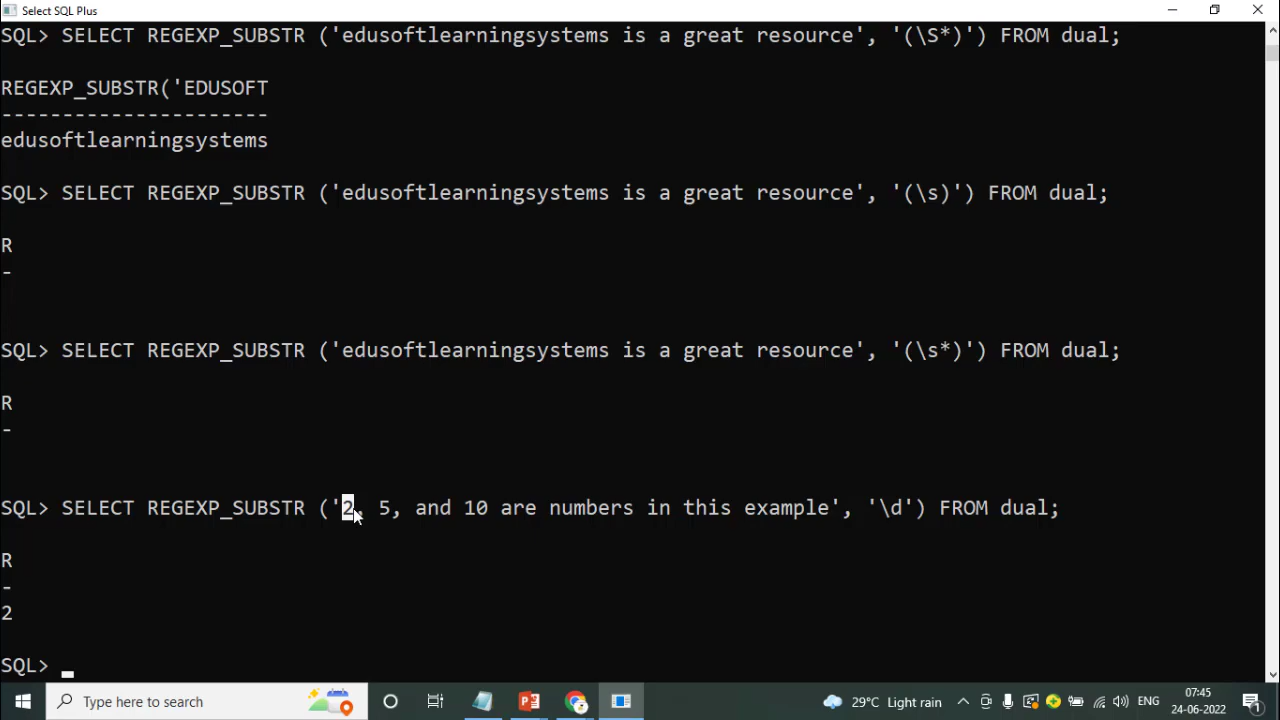 Select SQL Plus
SQL> SELECT REGEXP_SUBSTR ('edusoftlearningsystems is a great resource', '(\S*)') FROM dual;
REGEXP_SUBSTR('EDUSOFT
----------------------
edusoftlearningsystems
SQL> SELECT REGEXP_SUBSTR ('edusoftlearningsystems is a great resource', '(\s)') FROM dual;
R
-
SQL> SELECT REGEXP_SUBSTR ('edusoftlearningsystems is a great resource', '(\s*)') FROM dual;
R
-
SQL> SELECT REGEXP_SUBSTR ('2, 5, and 10 are numbers in this example', '\d') FROM dual;
R
-
2
SQL>
Type here to search
29°C Light rain
ENG
07:45
24-06-2022
1